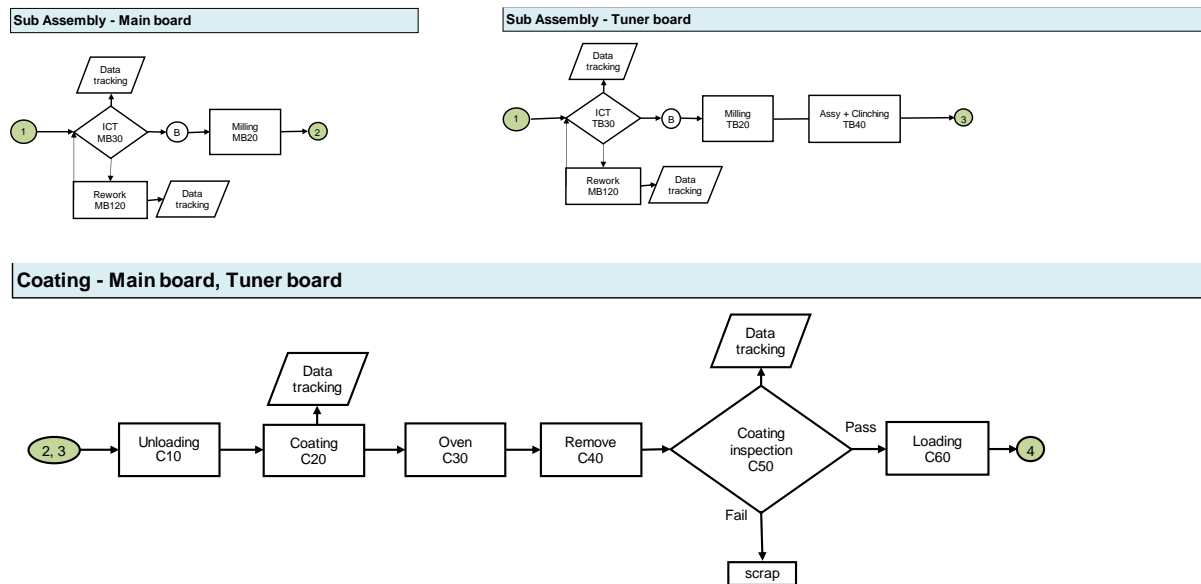 Sub Assembly - Main board
Data
tracking
1
ICT
MB30
B
Milling
MB20
2
Rework
MB120
Data
tracking
Sub Assembly - Tuner board
Data
tracking
1
ICT
TB30
B
Milling
TB20
Assy + Clinching
TB40
3
Rework
MB120
Data
tracking
Coating - Main board, Tuner board
Data
tracking
Data
tracking
2, 3
Unloading
C10
Coating
C20
Oven
C30
Remove
C40
Coating
inspection
C50
Pass
Loading
C60
4
Fail
scrap